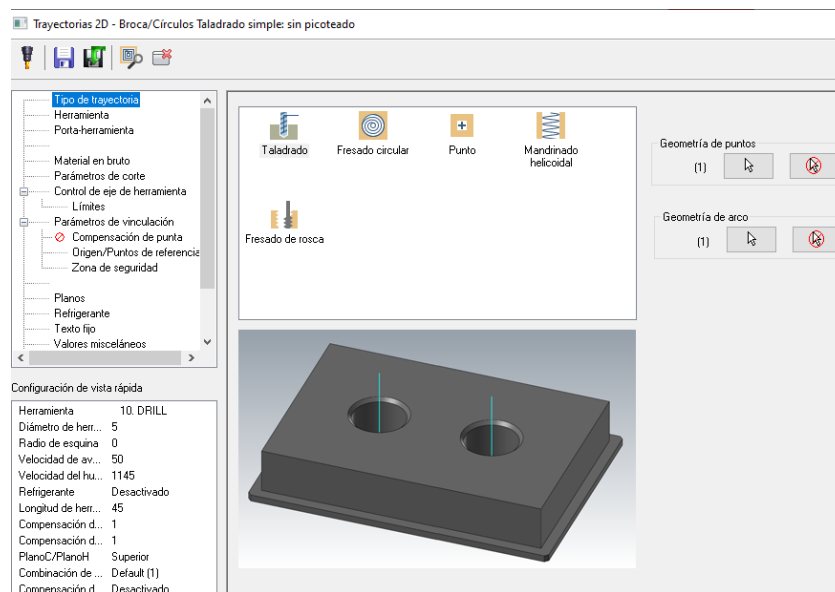 Trayectorias 2D - Broca/Círculos Taladrado simple: sin picoteado
Tipo de trayectoria
Herramienta
Porta-herramienta
Material en bruto
Parámetros de corte
Control de eje de herramienta
Límites
Parámetros de vinculación
Compensación de punta
Origen/Puntos de referencia
Zona de seguridad
Planos
Refrigerante
Texto fijo
Valores misceláneos
Taladrado
Fresado circular
Punto
Mandrinado
helicoidal
Fresado de rosca
Geometría de puntos
(1)
Geometría de arco
(1)
Configuración de vista rápida
Herramienta 10. DRILL
Diámetro de herr... 5
Radio de esquina 0
Velocidad de av... 50
Velocidad del hu... 1145
Refrigerante Desactivado
Longitud de herr... 45
Compensación d... 1
Compensación d... 1
PlanoC/PlanoH Superior
Combinación de ... Default (1)
Compensación d... Desactivado